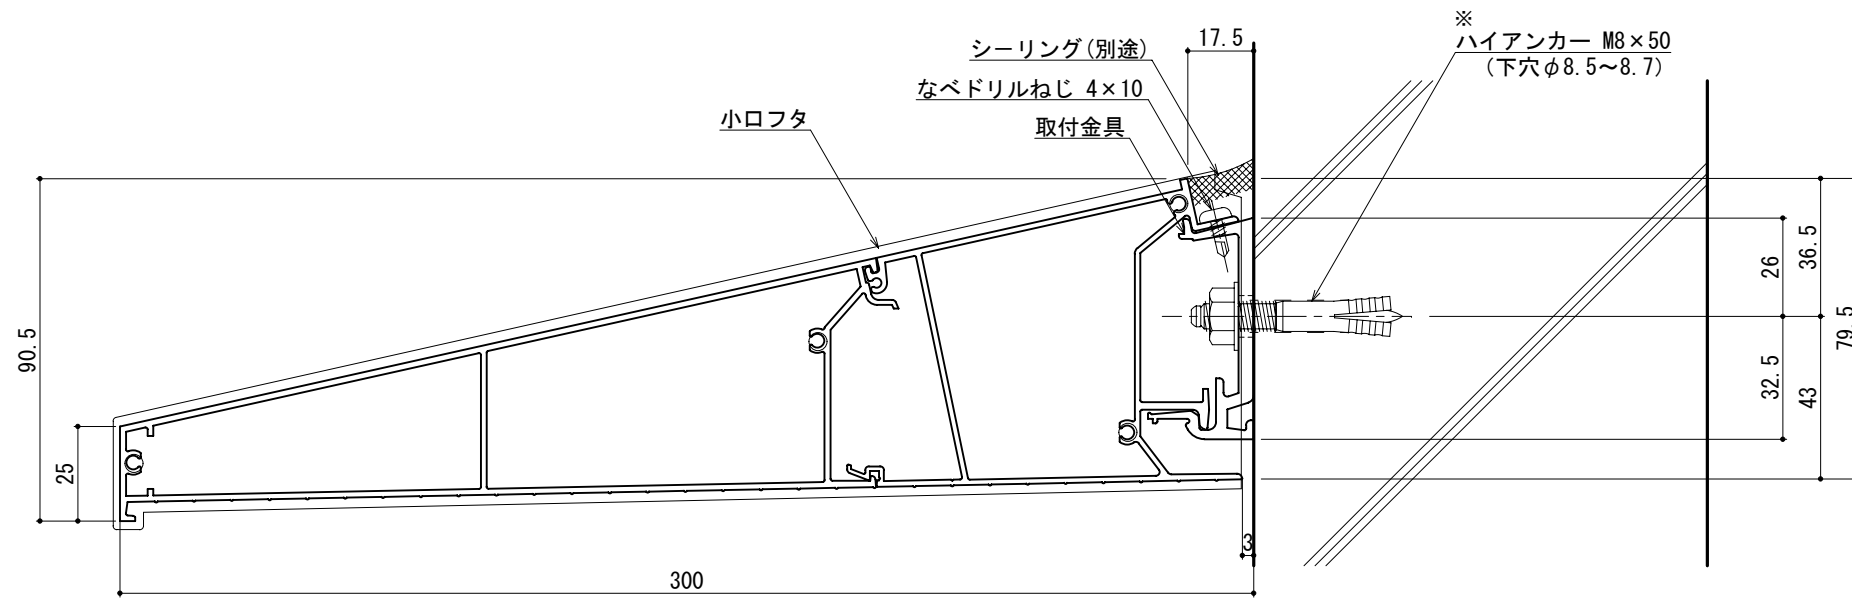 ※
ハイアンカー M8×50
(下穴φ8.5～8.7)
17.5
シーリング(別途)
なべドリルねじ 4×10
取付金具
小口フタ
90.5
25
26
36.5
32.5
43
79.5
3
300